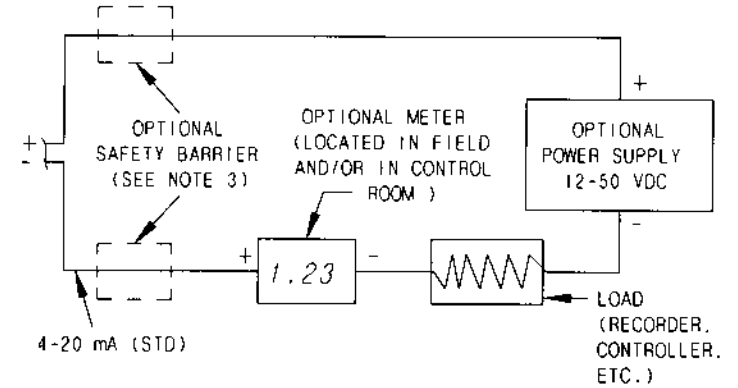 +
OPTIONAL
POWER SUPPLY
12-50 VDC
-
OPTIONAL METER
(LOCATED IN FIELD
AND/OR IN CONTROL
ROOM )
OPTIONAL
SAFETY BARRIER
(SEE NOTE 3)
+
-
+
1.23
-
4-20 mA (STD)
LOAD
(RECORDER.
CONTROLLER.
ETC.)